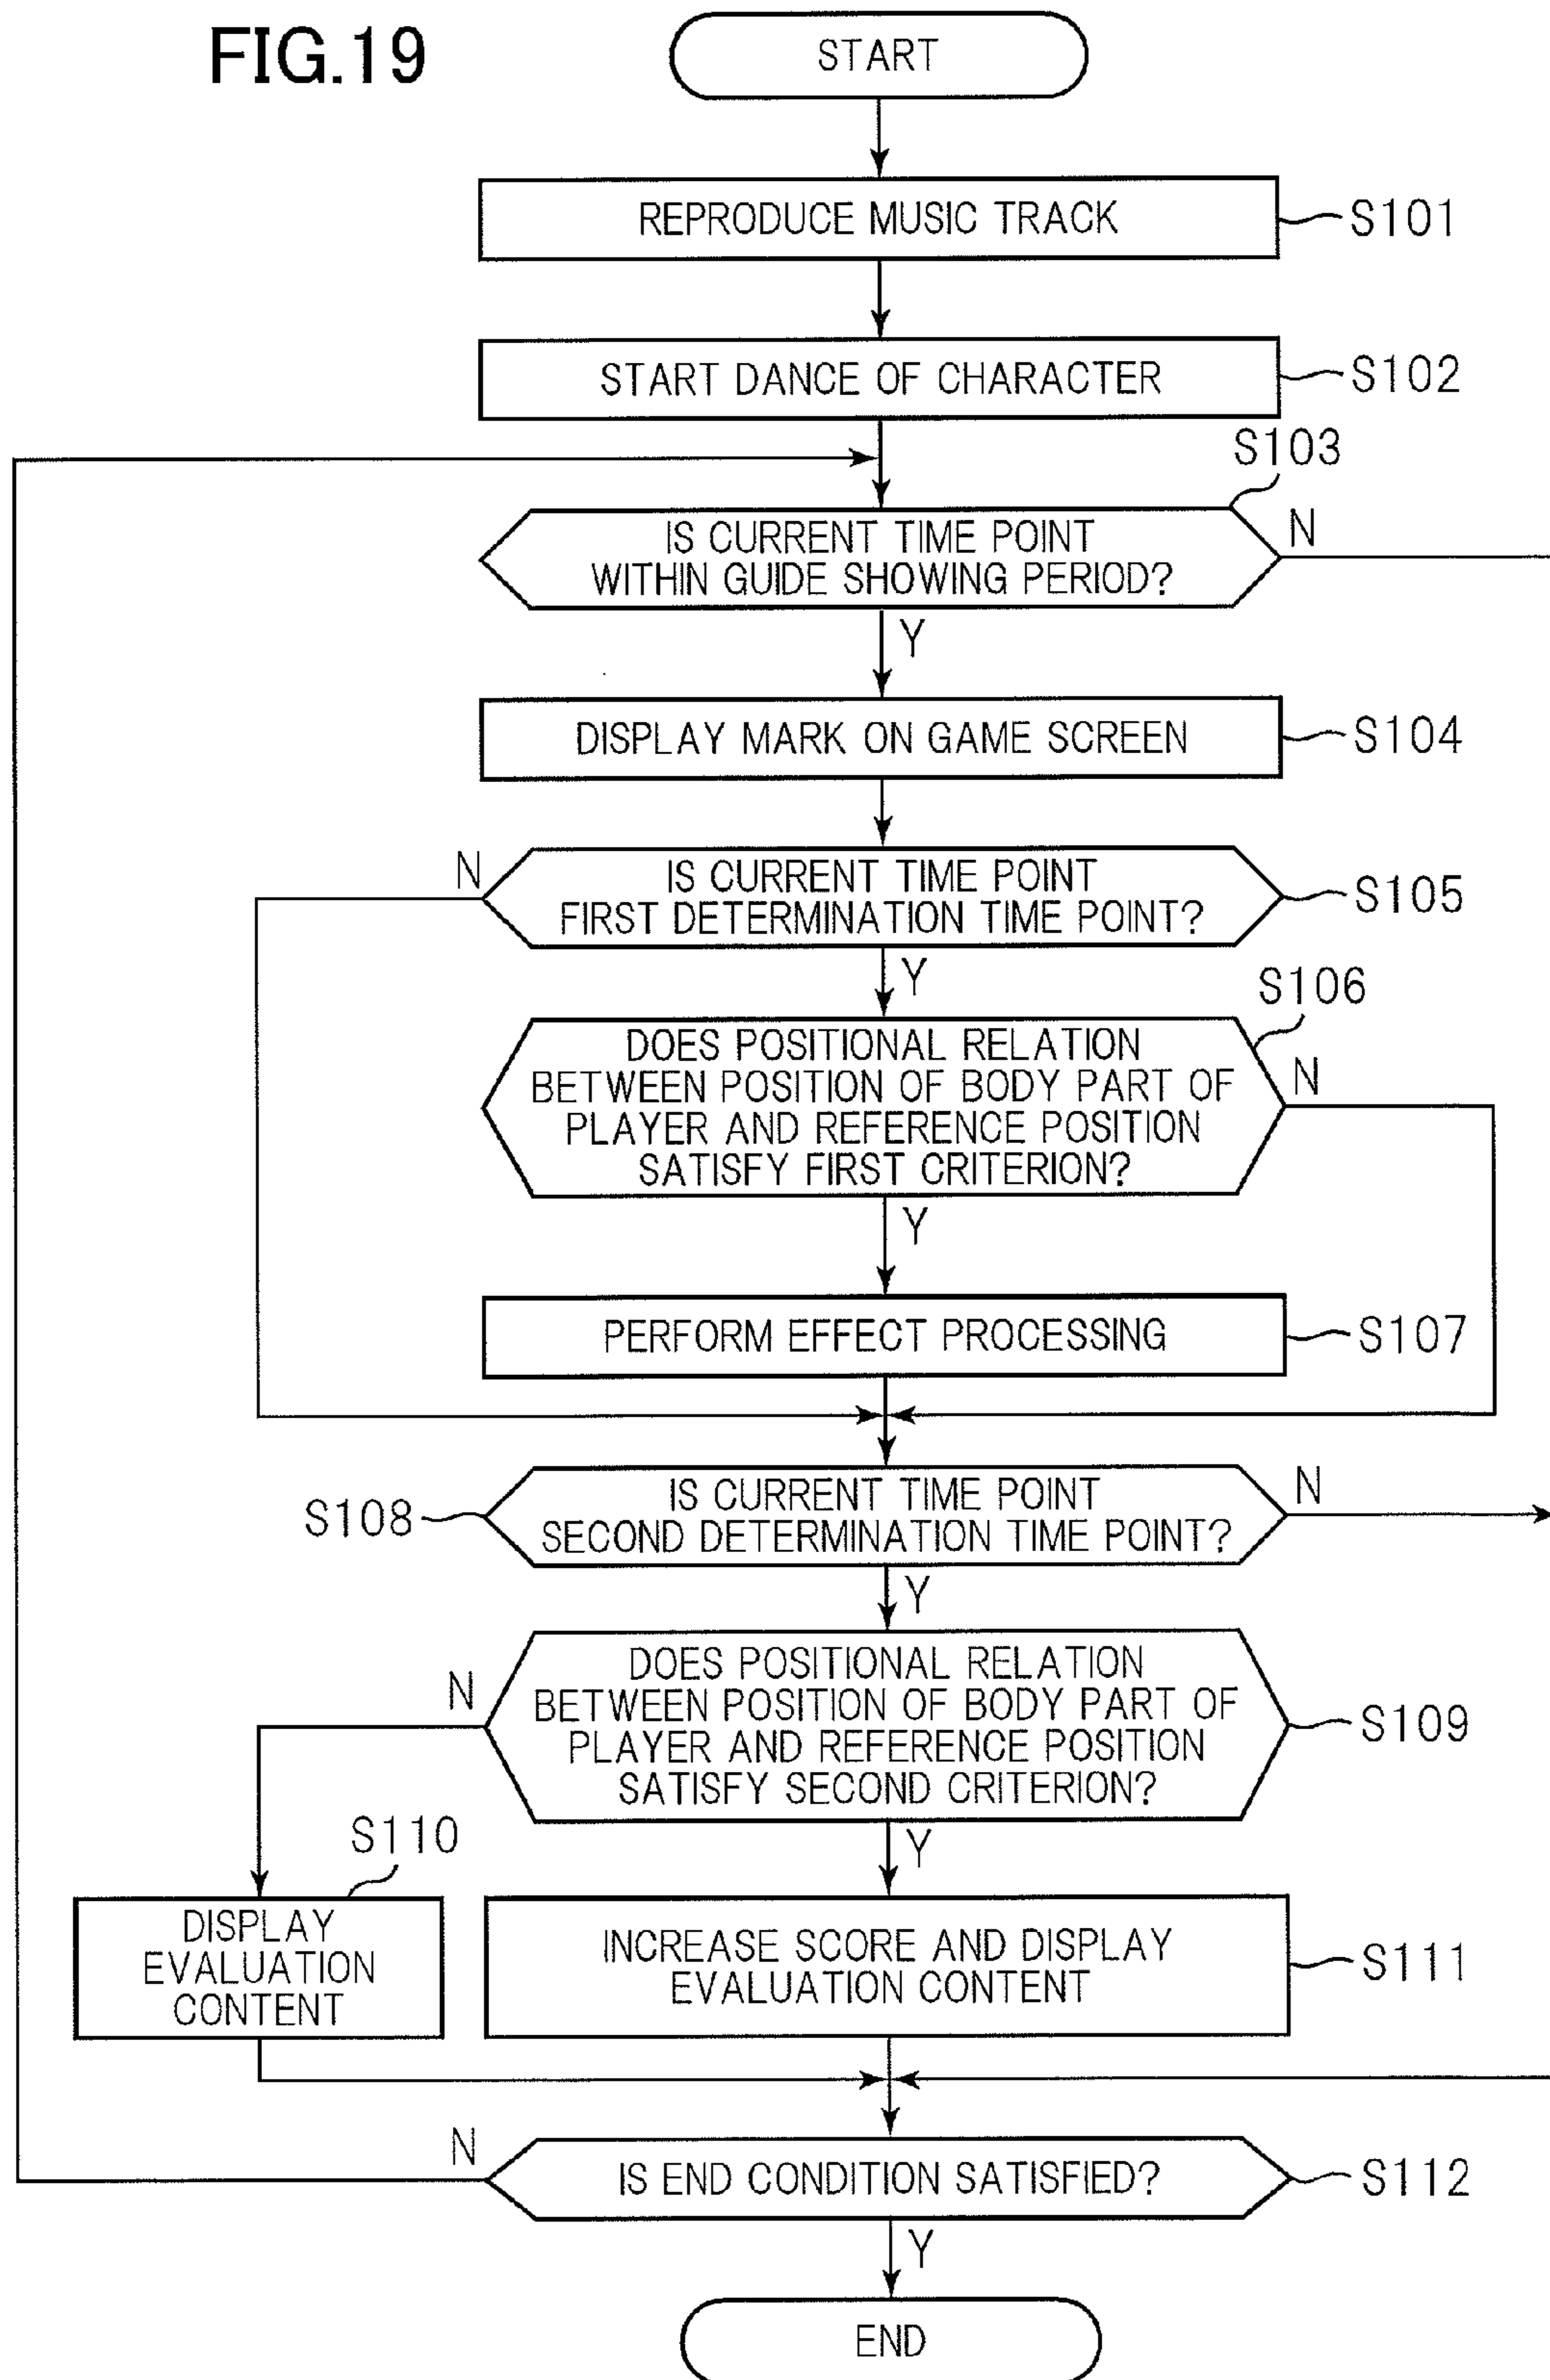 FIG.19
START
REPRODUCE MUSIC TRACK
S101
START DANCE OF CHARACTER
S102
S103
IS CURRENT TIME POINT
WITHIN GUIDE SHOWING PERIOD?
N
Y
DISPLAY MARK ON GAME SCREEN
S104
N
IS CURRENT TIME POINT
FIRST DETERMINATION TIME POINT?
S105
Y
S106
DOES POSITIONAL RELATION
BETWEEN POSITION OF BODY PART OF
PLAYER AND REFERENCE POSITION
SATISFY FIRST CRITERION?
N
Y
PERFORM EFFECT PROCESSING
S107
S108
IS CURRENT TIME POINT
SECOND DETERMINATION TIME POINT?
N
Y
N
DOES POSITIONAL RELATION
BETWEEN POSITION OF BODY PART OF
PLAYER AND REFERENCE POSITION
SATISFY SECOND CRITERION?
S109
Y
S110
DISPLAY
EVALUATION
CONTENT
INCREASE SCORE AND DISPLAY
EVALUATION CONTENT
S111
N
IS END CONDITION SATISFIED?
S112
Y
END